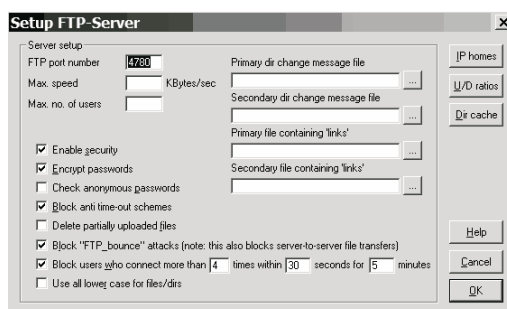 Setup FTP-Server
Server setup
FTP port number 4780
Max. speed KBytes/sec
Max. no. of users
Primary dir change message file
...
Secondary dir change message file
...
Primary file containing 'links'
...
Secondary file containing 'links'
...
Enable security
Encrypt passwords
Check anonymous passwords
Block anti time-out schemes
Delete partially uploaded files
Block "FTP_bounce" attacks (note: this also blocks server-to-server file transfers)
Block users who connect more than 4 times within 30 seconds for 5 minutes
Use all lower case for files/dirs
IP homes
U/D ratios
Dir cache
Help
Cancel
OK